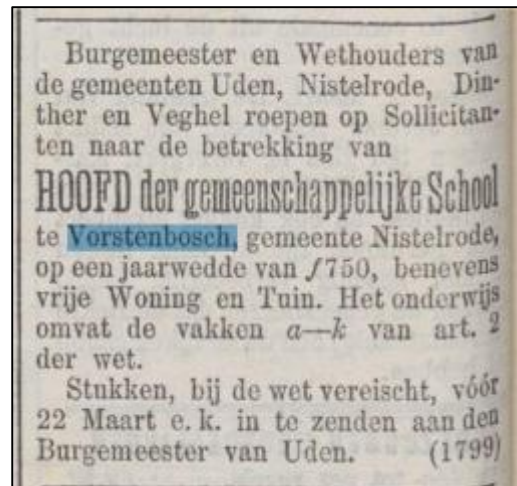 Burgemeester en Wethouders van
de gemeenten Uden, Nistelrode, Din-
ther en Veghel roepen op Sollicitan-
ten naar de betrekking van
HOOFD der gemeenschappelijke School
te Vorstenbosch, gemeente Nistelrode,
op een jaarwedde van ƒ750, benevens
vrije Woning en Tuin. Het onderwijs
omvat de vakken a—k van art. 2
der wet.
Stukken, bij de wet vereischt, vóór
22 Maart e. k. in te zenden aan den
Burgemeester van Uden. (1799)